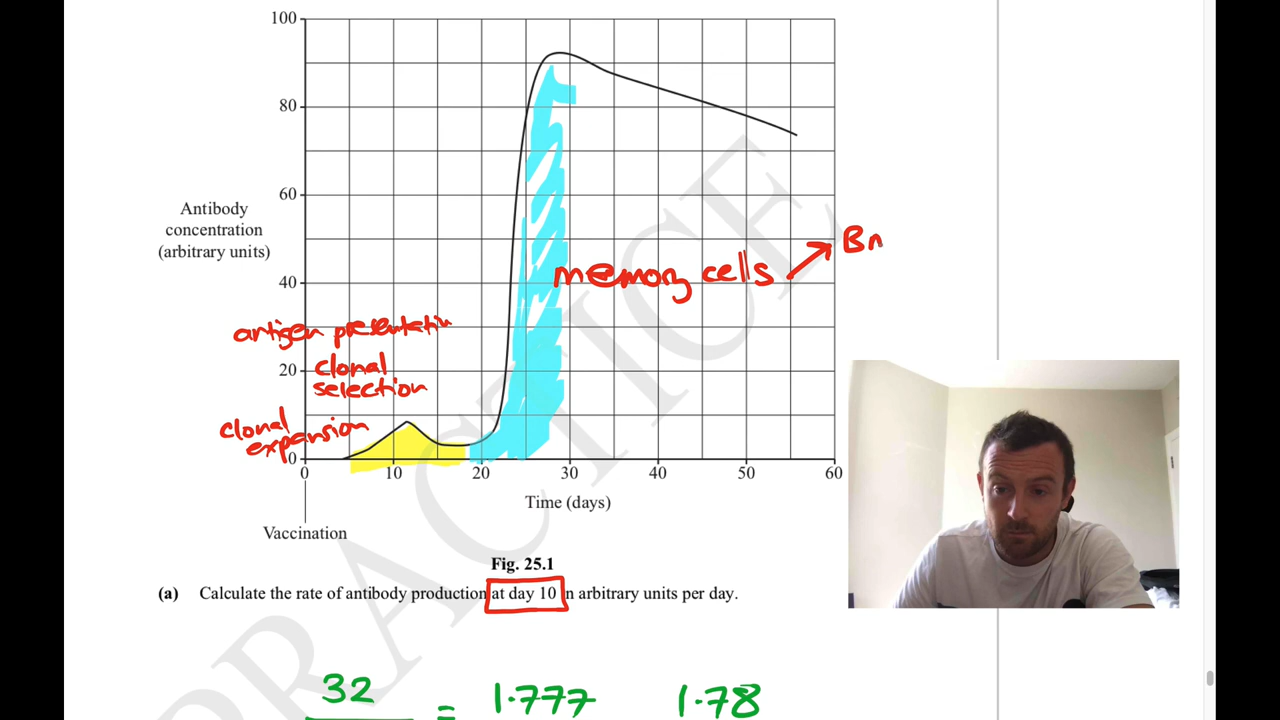 100
80
60
Antibody
concentration
(arbitrary units)
memory cells
40
antigen
20
clonal
selection
clonal
expansion
0
0 10 20 30 40 50 60
Time (days)
Vaccination
Fig. 25.1
(a) Calculate the rate of antibody production at day 10 in arbitrary units per day.
32
= 1.777 1.78
PRACTICE